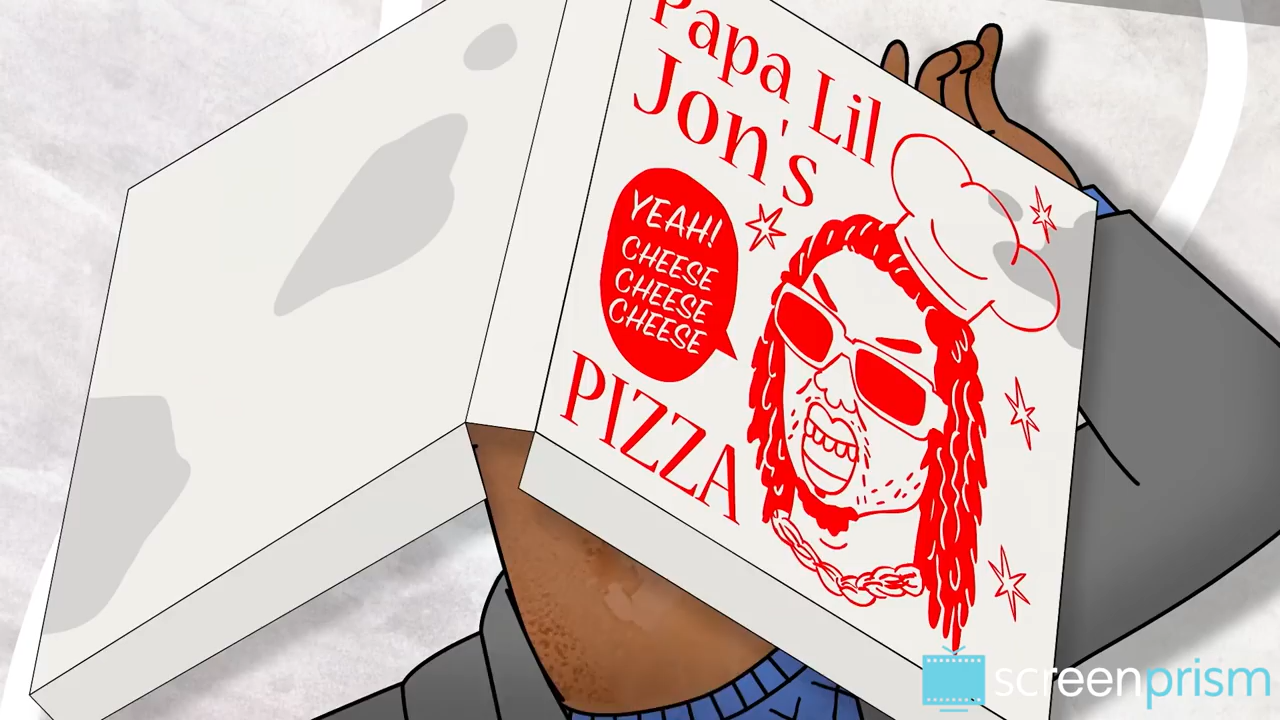 Papa Lil
Jon's
YEAH!
CHEESE
CHEESE
CHEESE
PIZZA
screenprism